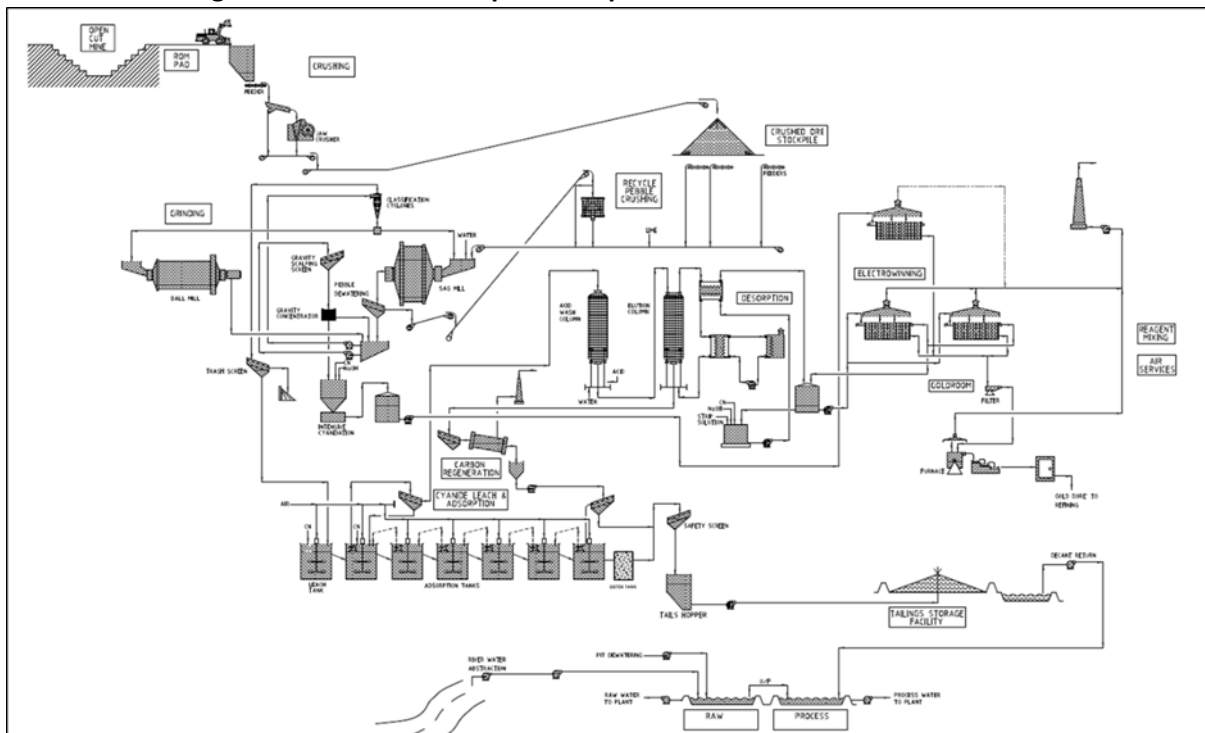 OPEN
CUT
MINE
ROM
PAD
CRUSHING
JAW
CRUSHER
CRUSHED ORE
STOCKPILE
FEEDERS
RECYCLE
PEBBLE
CRUSHING
CLASSIFICATION
CYCLONES
GRINDING
WATER
LIME
GRAVITY
SCALPING
SCREEN
PEBBLE
DEWATERING
SAG MILL
BALL MILL
GRAVITY
CONCENTRATOR
ACID
WASH
COLUMN
ELUTION
COLUMN
DESORPTION
ELECTROWINNING
REAGENT
MIXING
AIR
SERVICES
TRASH SCREEN
CN
NaOH
INTENSIVE
CYANIDATION
ACID
WATER
CN
NaOH
STRIP
SOLUTION
GOLDROOM
FILTER
FURNACE
GOLD DORE TO
REFINING
CARBON
REGENERATION
CYANIDE LEACH &
ADSORPTION
AIR
CN
CN
SAFETY SCREEN
LEACH
TANK
ADSORPTION TANKS
TAILS HOPPER
DECANT RETURN
TAILINGS STORAGE
FACILITY
PIT DEWATERING
RIVER WATER
ABSTRACTION
RAW WATER
TO PLANT
PROCESS WATER
TO PLANT
RAW
PROCESS